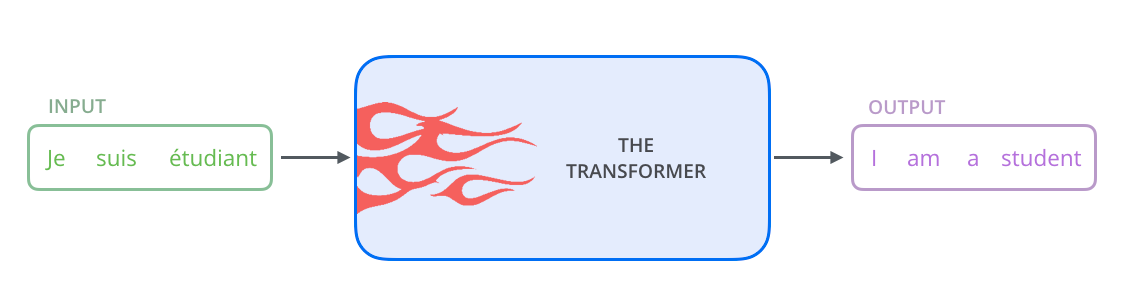 INPUT
Je suis étudiant
THE
TRANSFORMER
OUTPUT
I am a student